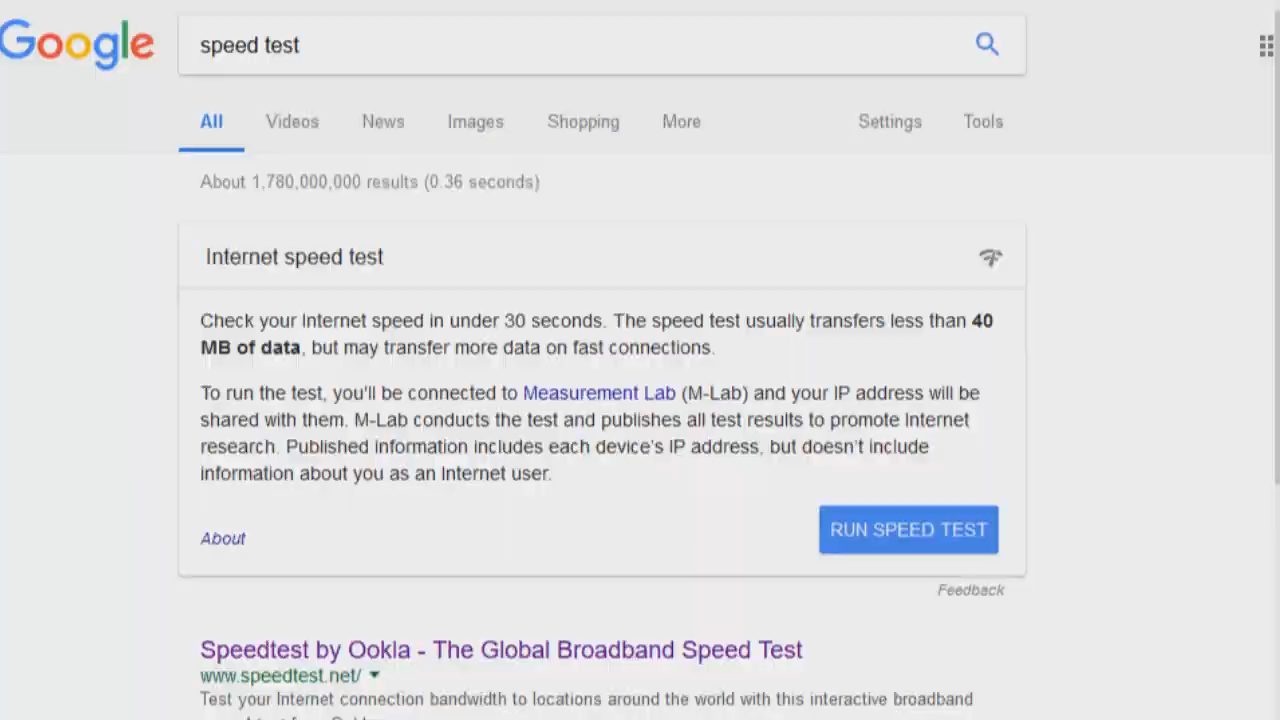 Google
speed test
All Videos News Images Shopping More Settings Tools
About 1,780,000,000 results (0.36 seconds)
Internet speed test
Check your Internet speed in under 30 seconds. The speed test usually transfers less than 40
MB of data, but may transfer more data on fast connections.
To run the test, you'll be connected to Measurement Lab (M-Lab) and your IP address will be
shared with them. M-Lab conducts the test and publishes all test results to promote Internet
research. Published information includes each device's IP address, but doesn't include
information about you as an Internet user.
About
RUN SPEED TEST
Feedback
Speedtest by Ookla - The Global Broadband Speed Test
www.speedtest.net/
Test your Internet connection bandwidth to locations around the world with this interactive broadband